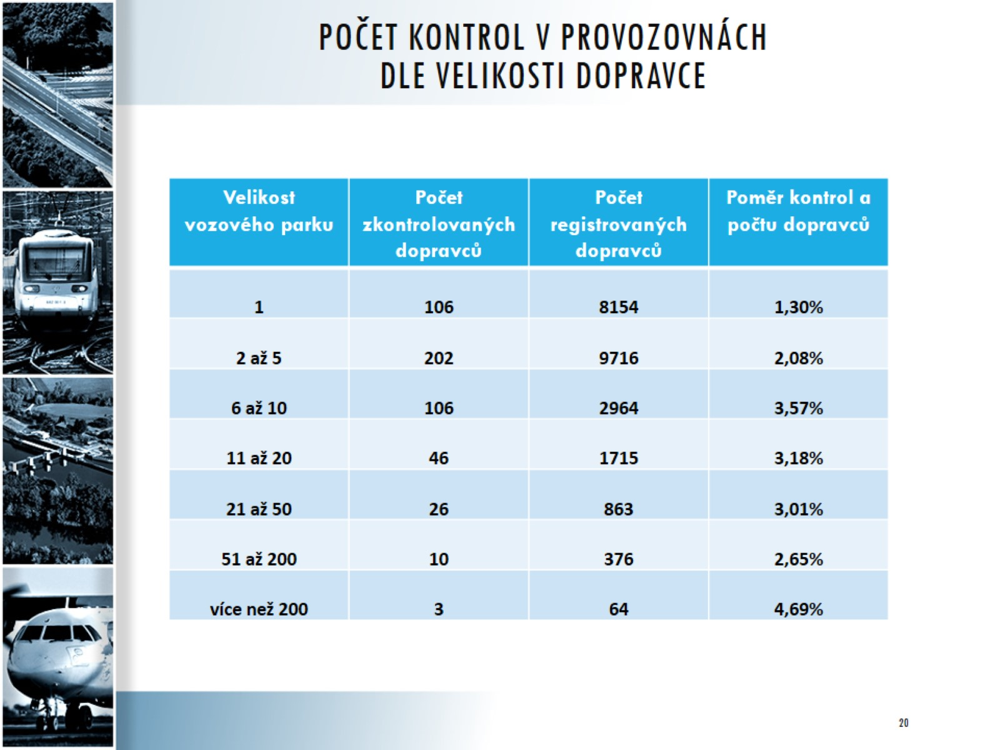 POČET KONTROL V PROVOZOVNÁCH
DLE VELIKOSTI DOPRAVCE
Velikost vozového parku
Počet zkontrolovaných dopravců
Počet registrovaných dopravců
Poměr kontrol a počtu dopravců
1 106 8154 1,30%
2 až 5 202 9716 2,08%
6 až 10 106 2964 3,57%
11 až 20 46 1715 3,18%
21 až 50 26 863 3,01%
51 až 200 10 376 2,65%
více než 200 3 64 4,69%
20